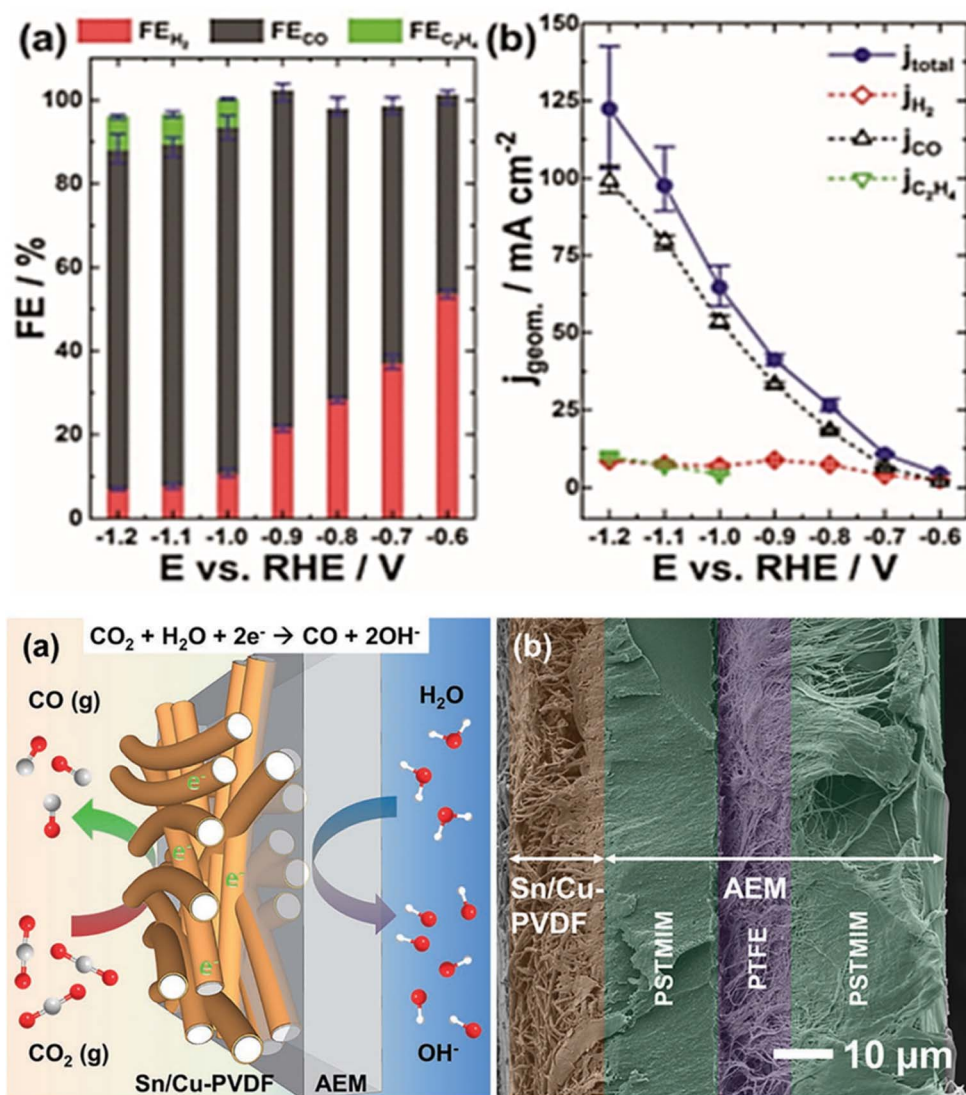 (a) FE_H₂ FE_CO FE_C₂H₄
FE / %
100
80
60
40
20
0
-1.2 -1.1 -1.0 -0.9 -0.8 -0.7 -0.6
E vs. RHE / V
(b)
j_total
j_H₂
j_CO
j_C₂H₄
j_geom. / mA cm⁻²
150
125
100
75
50
25
0
-1.2 -1.1 -1.0 -0.9 -0.8 -0.7 -0.6
E vs. RHE / V
(a) CO₂ + H₂O + 2e⁻ → CO + 2OH⁻
CO (g)
H₂O
e⁻
e⁻
e⁻
e⁻
CO₂ (g)
OH⁻
Sn/Cu-PVDF AEM
(b)
Sn/Cu-
PVDF
AEM
PSTMIM
PTFE
PSTMIM
10 µm